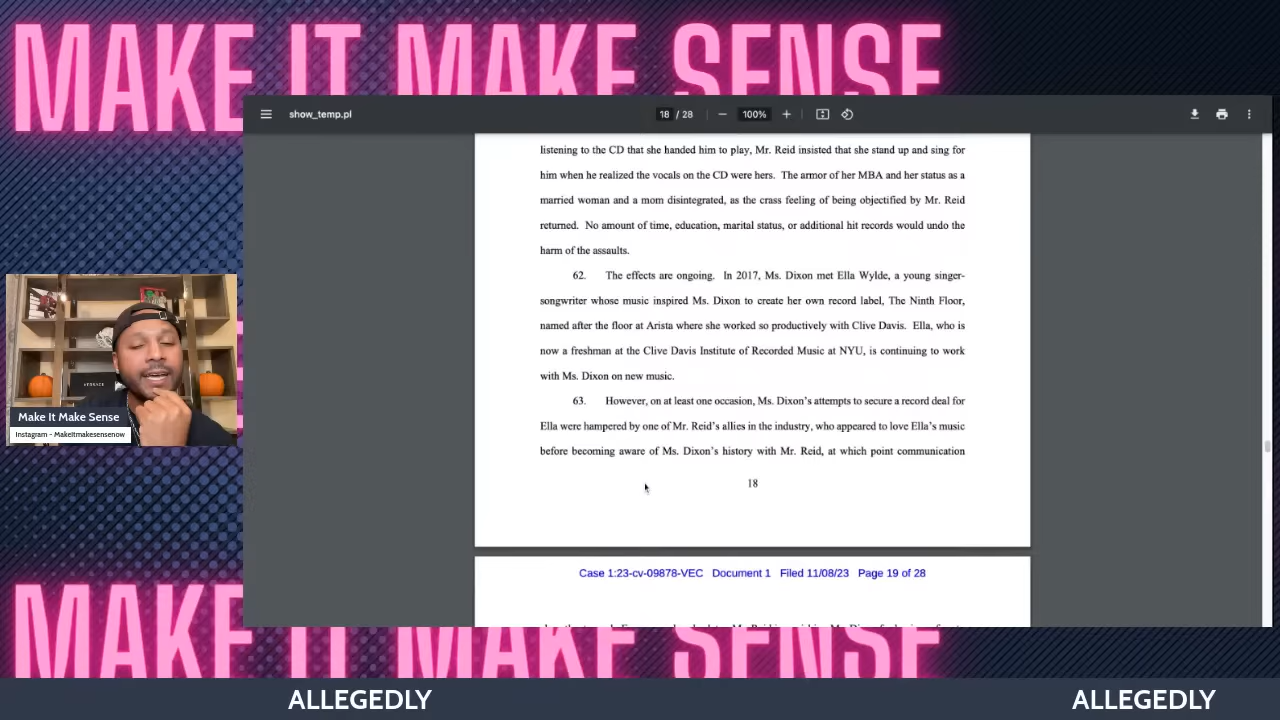 MAKE IT MAKE SENSE
show_temp.pl
18 / 28
100%
listening to the CD that she handed him to play, Mr. Reid insisted that she stand up and sing for
him when he realized the vocals on the CD were hers. The armor of her MBA and her status as a
married woman and a mom disintegrated, as the crass feeling of being objectified by Mr. Reid
returned. No amount of time, education, marital status, or additional hit records would undo the
harm of the assaults.
62. The effects are ongoing. In 2017, Ms. Dixon met Ella Wylde, a young singer-
songwriter whose music inspired Ms. Dixon to create her own record label, The Ninth Floor,
named after the floor at Arista where she worked so productively with Clive Davis. Ella, who is
now a freshman at the Clive Davis Institute of Recorded Music at NYU, is continuing to work
with Ms. Dixon on new music.
63. However, on at least one occasion, Ms. Dixon's attempts to secure a record deal for
Ella were hampered by one of Mr. Reid's allies in the industry, who appeared to love Ella's music
before becoming aware of Ms. Dixon's history with Mr. Reid, at which point communication
18
Case 1:23-cv-09878-VEC Document 1 Filed 11/08/23 Page 19 of 28
Make It Make Sense
Instagram - MakeItmakesensenow
MAKE IT MAKE SENSE
ALLEGEDLY
ALLEGEDLY